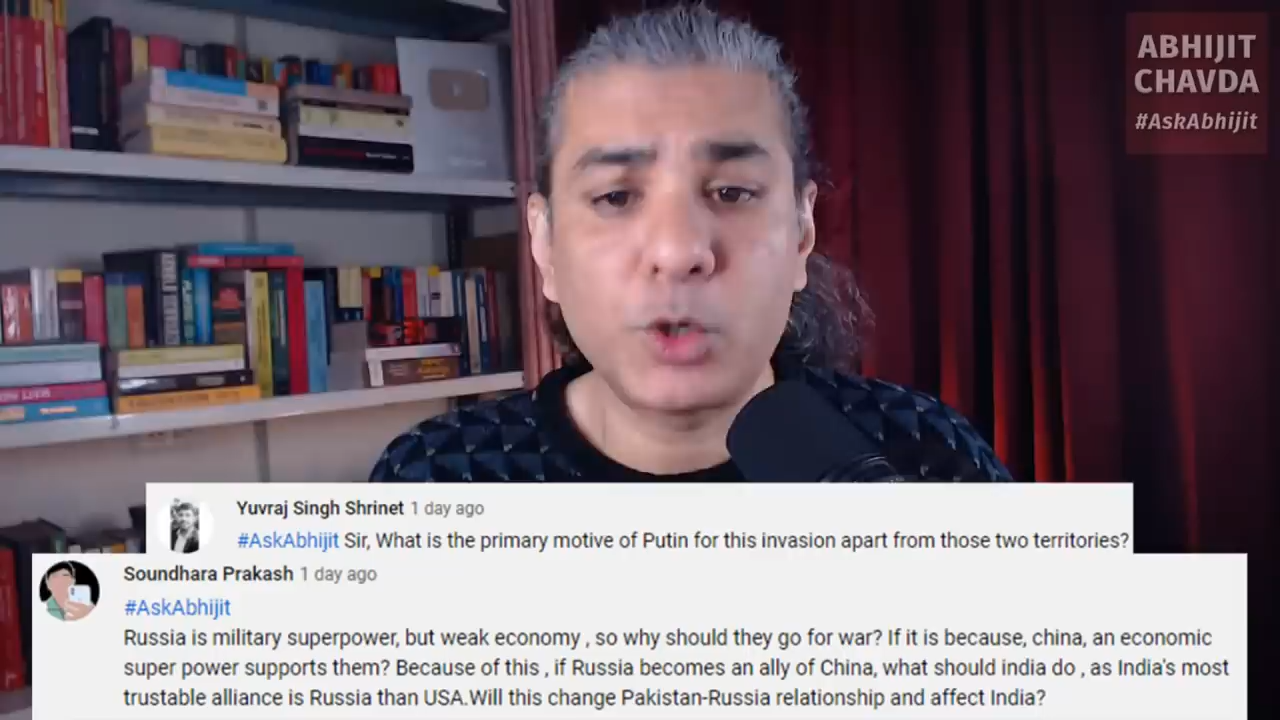 ABHIJIT
CHAVDA
#AskAbhijit
Yuvraj Singh Shrinet 1 day ago
#AskAbhijit Sir, What is the primary motive of Putin for this invasion apart from those two territories?
Soundhara Prakash 1 day ago
#AskAbhijit
Russia is military superpower, but weak economy , so why should they go for war? If it is because, china, an economic
super power supports them? Because of this , if Russia becomes an ally of China, what should india do , as India's most
trustable alliance is Russia than USA.Will this change Pakistan-Russia relationship and affect India?